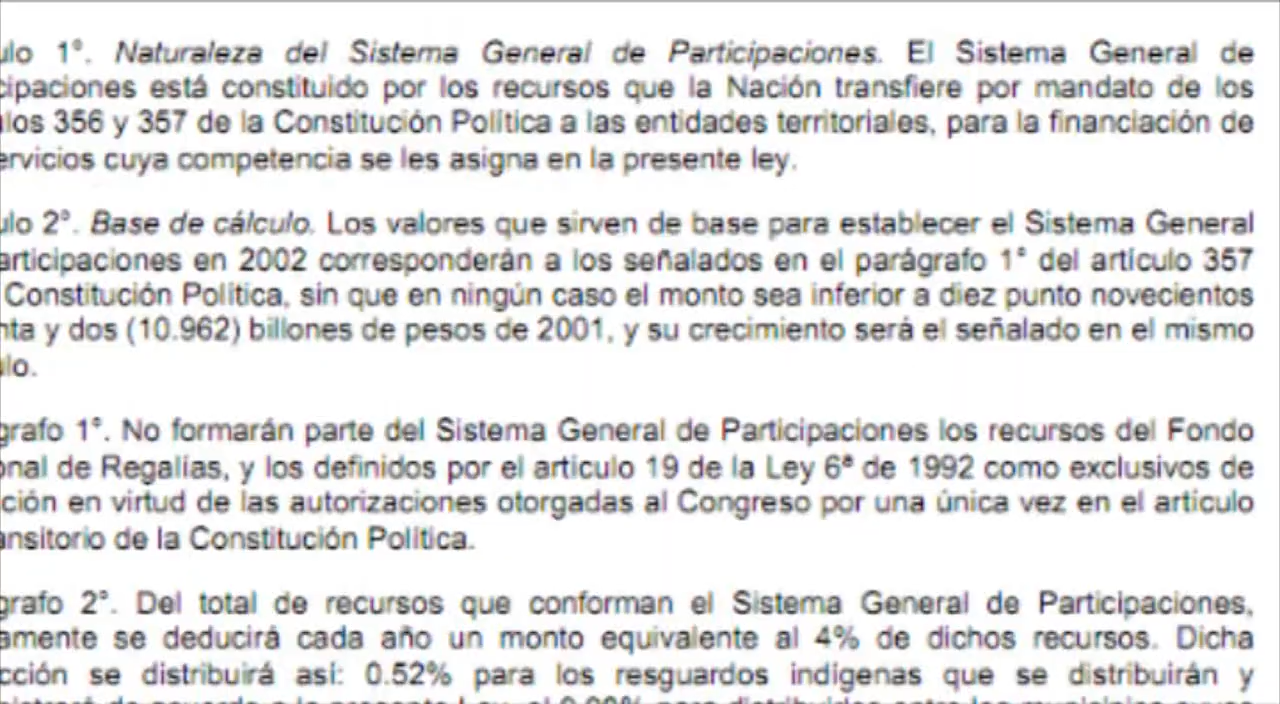 ulo 1°. Naturaleza del Sistema General de Participaciones. El Sistema General de
cipaciones está constituido por los recursos que la Nación transfiere por mandato de los
ulos 356 y 357 de la Constitución Política a las entidades territoriales, para la financiación de
ervicios cuya competencia se les asigna en la presente ley.
ulo 2°. Base de cálculo. Los valores que sirven de base para establecer el Sistema General
articipaciones en 2002 corresponderán a los señalados en el parágrafo 1° del artículo 357
Constitución Política, sin que en ningún caso el monto sea inferior a diez punto novecientos
nta y dos (10.962) billones de pesos de 2001, y su crecimiento será el señalado en el mismo
ulo.
grafo 1°. No formarán parte del Sistema General de Participaciones los recursos del Fondo
onal de Regalías, y los definidos por el artículo 19 de la Ley 6ª de 1992 como exclusivos de
ción en virtud de las autorizaciones otorgadas al Congreso por una única vez en el artículo
ansitorio de la Constitución Política.
grafo 2°. Del total de recursos que conforman el Sistema General de Participaciones,
amente se deducirá cada año un monto equivalente al 4% de dichos recursos. Dicha
cción se distribuirá así: 0.52% para los resguardos indígenas que se distribuirán y